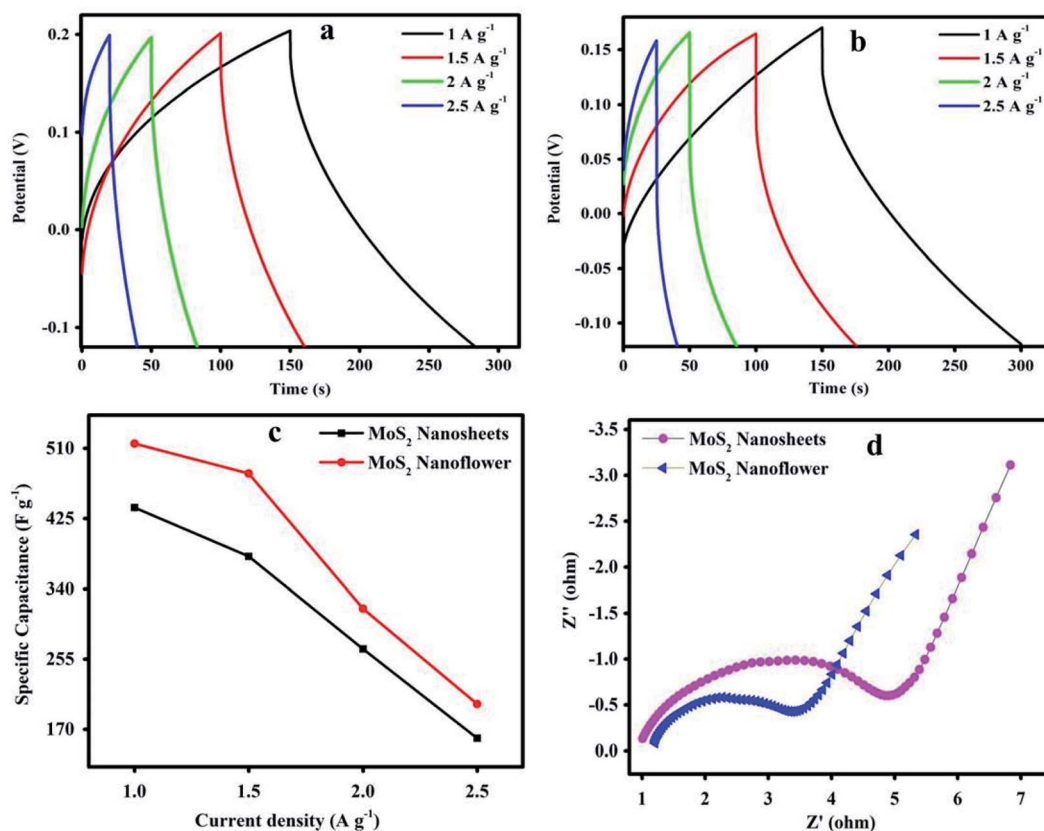 a
1 A g⁻¹
1.5 A g⁻¹
2 A g⁻¹
2.5 A g⁻¹
0.2
0.1
0.0
-0.1
Potential (V)
0 50 100 150 200 250 300
Time (s)
b
1 A g⁻¹
1.5 A g⁻¹
2 A g⁻¹
2.5 A g⁻¹
0.15
0.10
0.05
0.00
-0.05
-0.10
Potential (V)
0 50 100 150 200 250 300
Time (s)
c
MoS₂ Nanosheets
MoS₂ Nanoflower
510
425
340
255
170
Specific Capacitance (F g⁻¹)
1.0 1.5 2.0 2.5
Current density (A g⁻¹)
d
MoS₂ Nanosheets
MoS₂ Nanoflower
-3.5
-3.0
-2.5
-2.0
-1.5
-1.0
-0.5
0.0
Z'' (ohm)
1 2 3 4 5 6 7
Z' (ohm)